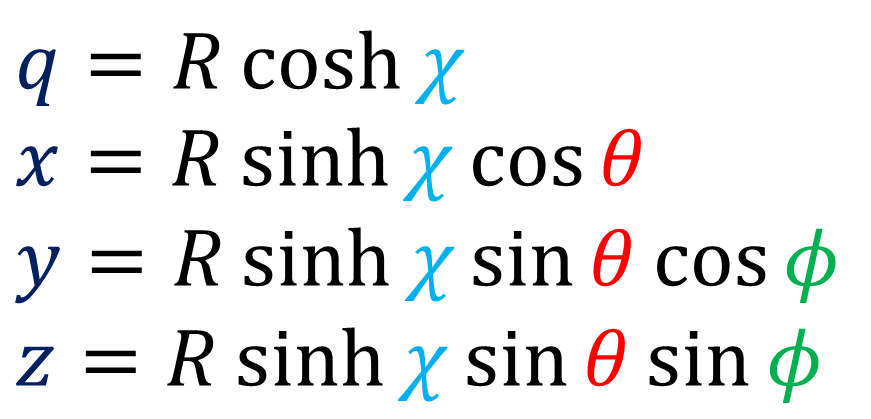 q = R cosh χ
x = R sinh χ cos θ
y = R sinh χ sin θ cos ϕ
z = R sinh χ sin θ sin ϕ